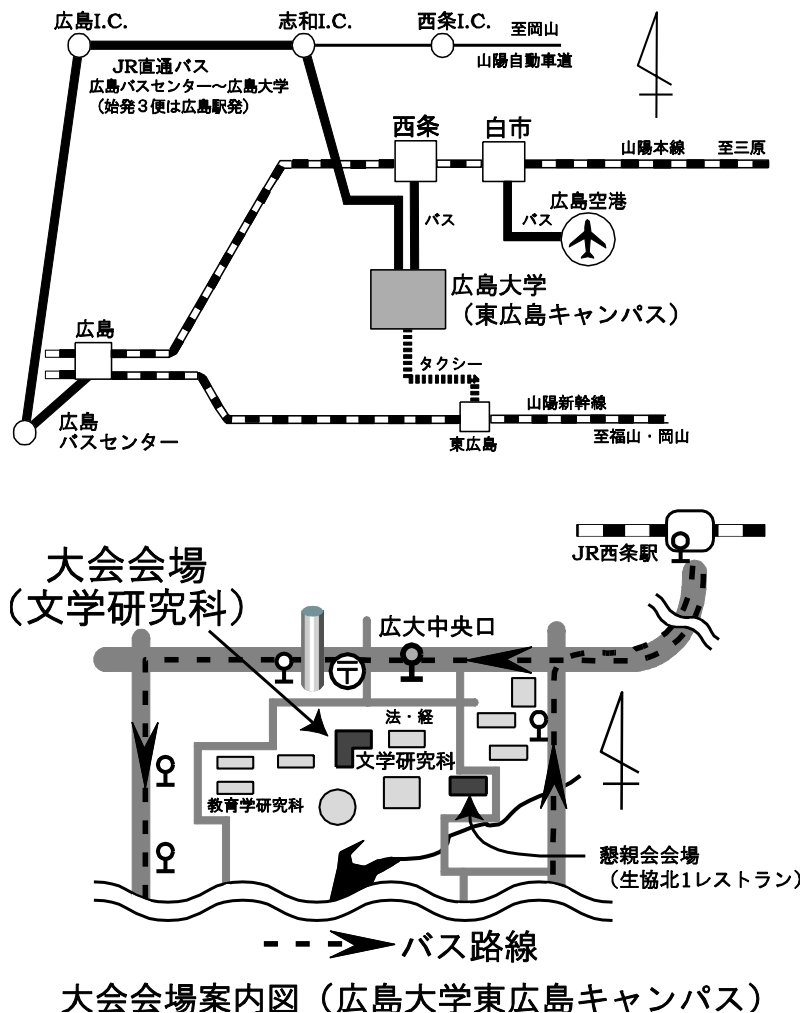 広島I.C.
志和I.C.
西条I.C.
至岡山
山陽自動車道
JR直通バス
広島バスセンター～広島大学
（始発３便は広島駅発）
西条
白市
山陽本線
至三原
バス
バス
広島空港
広島大学
（東広島キャンパス）
広島
タクシー
山陽新幹線
至福山・岡山
東広島
広島
バスセンター
JR西条駅
大会会場
（文学研究科）
広大中央口
〒
法・経
文学研究科
教育学研究科
懇親会会場
（生協北1レストラン）
バス路線
大会会場案内図（広島大学東広島キャンパス）